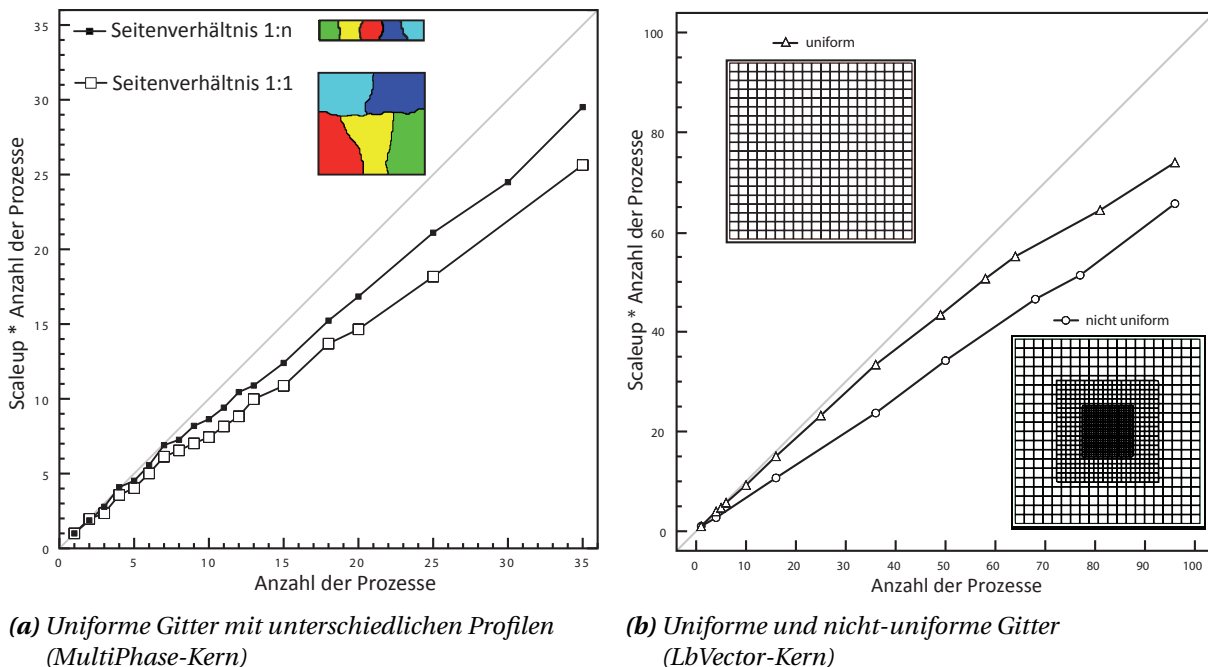 35
30
25
20
15
10
5
0
Scaleup * Anzahl der Prozesse
Seitenverhältnis 1:n
Seitenverhältnis 1:1
0 5 10 15 20 25 30 35
Anzahl der Prozesse
(a) Uniforme Gitter mit unterschiedlichen Profilen
(MultiPhase-Kern)
100
80
60
40
20
0
Scaleup * Anzahl der Prozesse
uniform
nicht uniform
0 10 20 30 40 50 60 70 80 90 100
Anzahl der Prozesse
(b) Uniforme und nicht-uniforme Gitter
(LbVector-Kern)